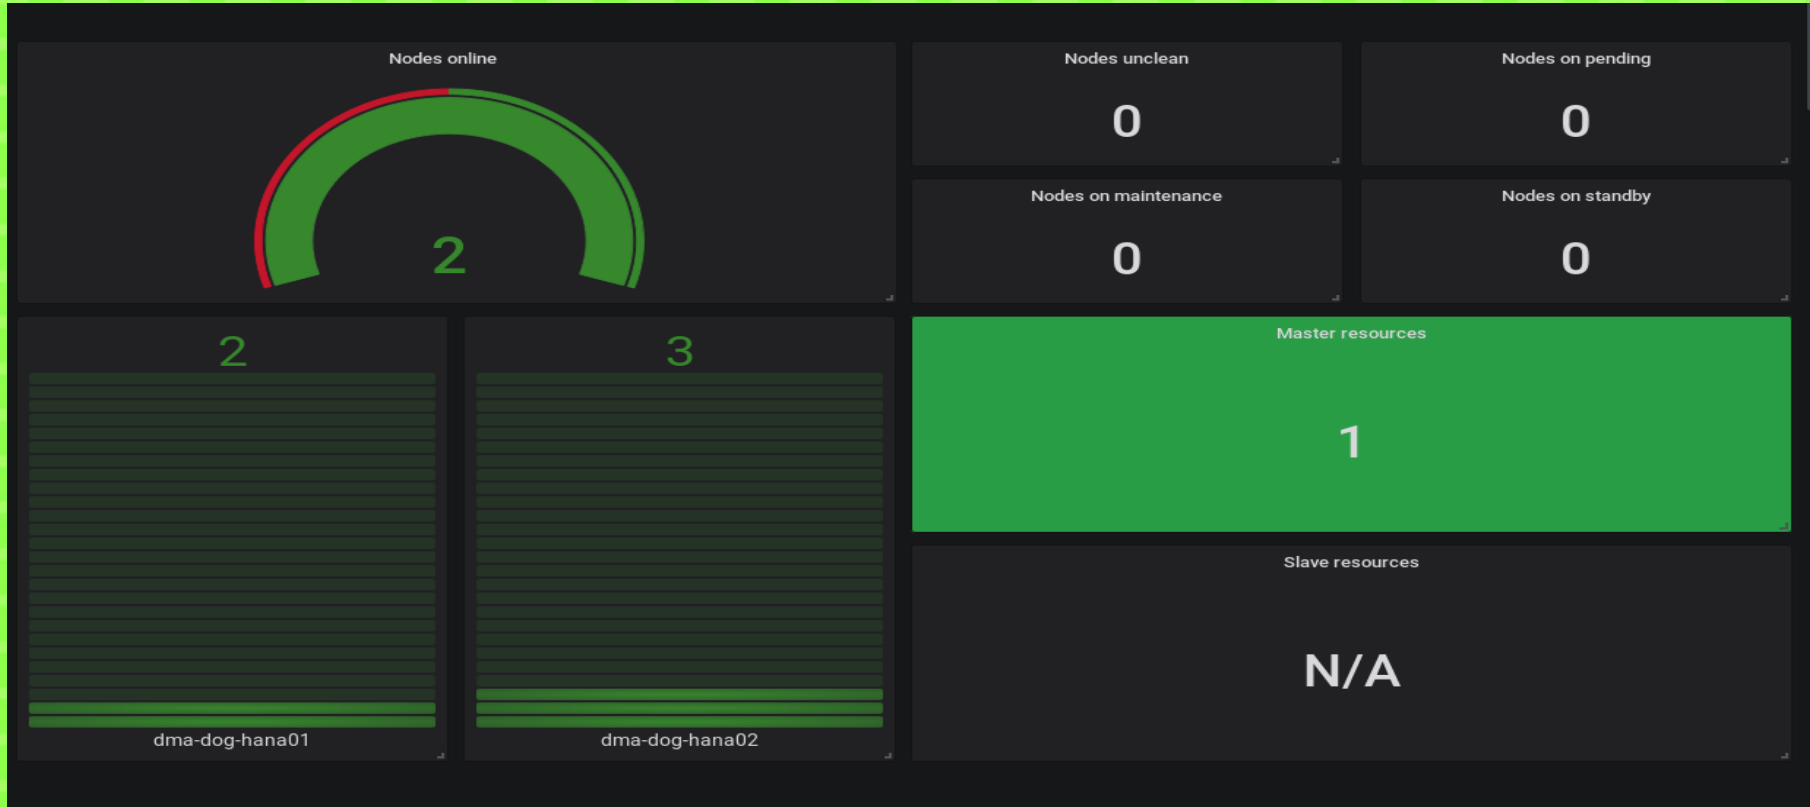 Nodes online
2
Nodes unclean
0
Nodes on pending
0
Nodes on maintenance
0
Nodes on standby
0
2
dma-dog-hana01
3
dma-dog-hana02
Master resources
1
Slave resources
N/A